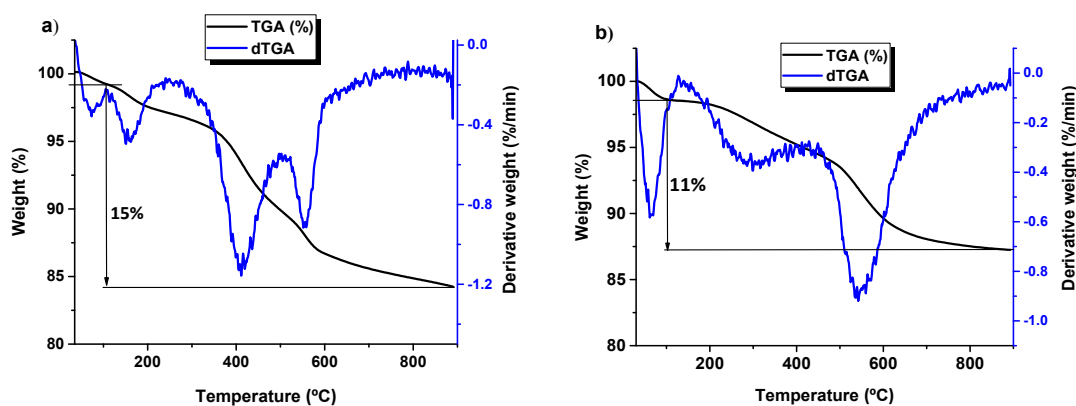 a)
TGA (%)
dTGA
100
95
90
85
80
Weight (%)
15%
0.0
-0.4
-0.8
-1.2
Derivative weight (%/min)
200 400 600 800
Temperature (ºC)
b)
TGA (%)
dTGA
100
95
90
85
80
Weight (%)
11%
0.0
-0.2
-0.4
-0.6
-0.8
-1.0
Derivative weight (%/min)
200 400 600 800
Temperature (ºC)